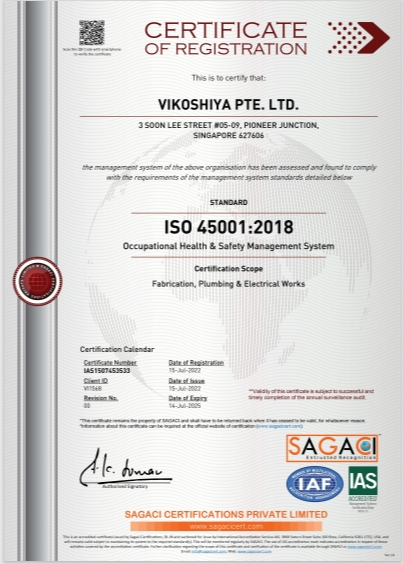 Scan the QR Code with smartphone
to verify the certificate
CERTIFICATE
OF REGISTRATION
This is to certify that:
VIKOSHIYA PTE. LTD.
3 SOON LEE STREET #05-09, PIONEER JUNCTION,
SINGAPORE 627606
the management system of the above organisation has been assessed and found to comply
with the requirements of the management system standards detailed below
STANDARD
ISO 45001:2018
Occupational Health & Safety Management System
Certification Scope
Fabrication, Plumbing & Electrical Works
Certification Calendar
Certificate Number
IAS1507453533
Date of Registration
15-Jul-2022
Client ID
VI1568
Date of Issue
15-Jul-2022
Revision No.
00
Date of Expiry
14-Jul-2025
**Validity of this certificate is subject to successful and
timely completion of the annual surveillance audit.
*This certificate remains the property of SAGACI and shall to be returned back when it has ceased to be valid, for whatsoever reason.
*Information about this certificate can be required at the official website of certification (www.sagacicert.com)
Authorised Signatory
SAGACI
Entrusted Recognition
IAF
IAS
ACCREDITED
SAGACI CERTIFICATIONS PRIVATE LIMITED
www.sagacicert.com